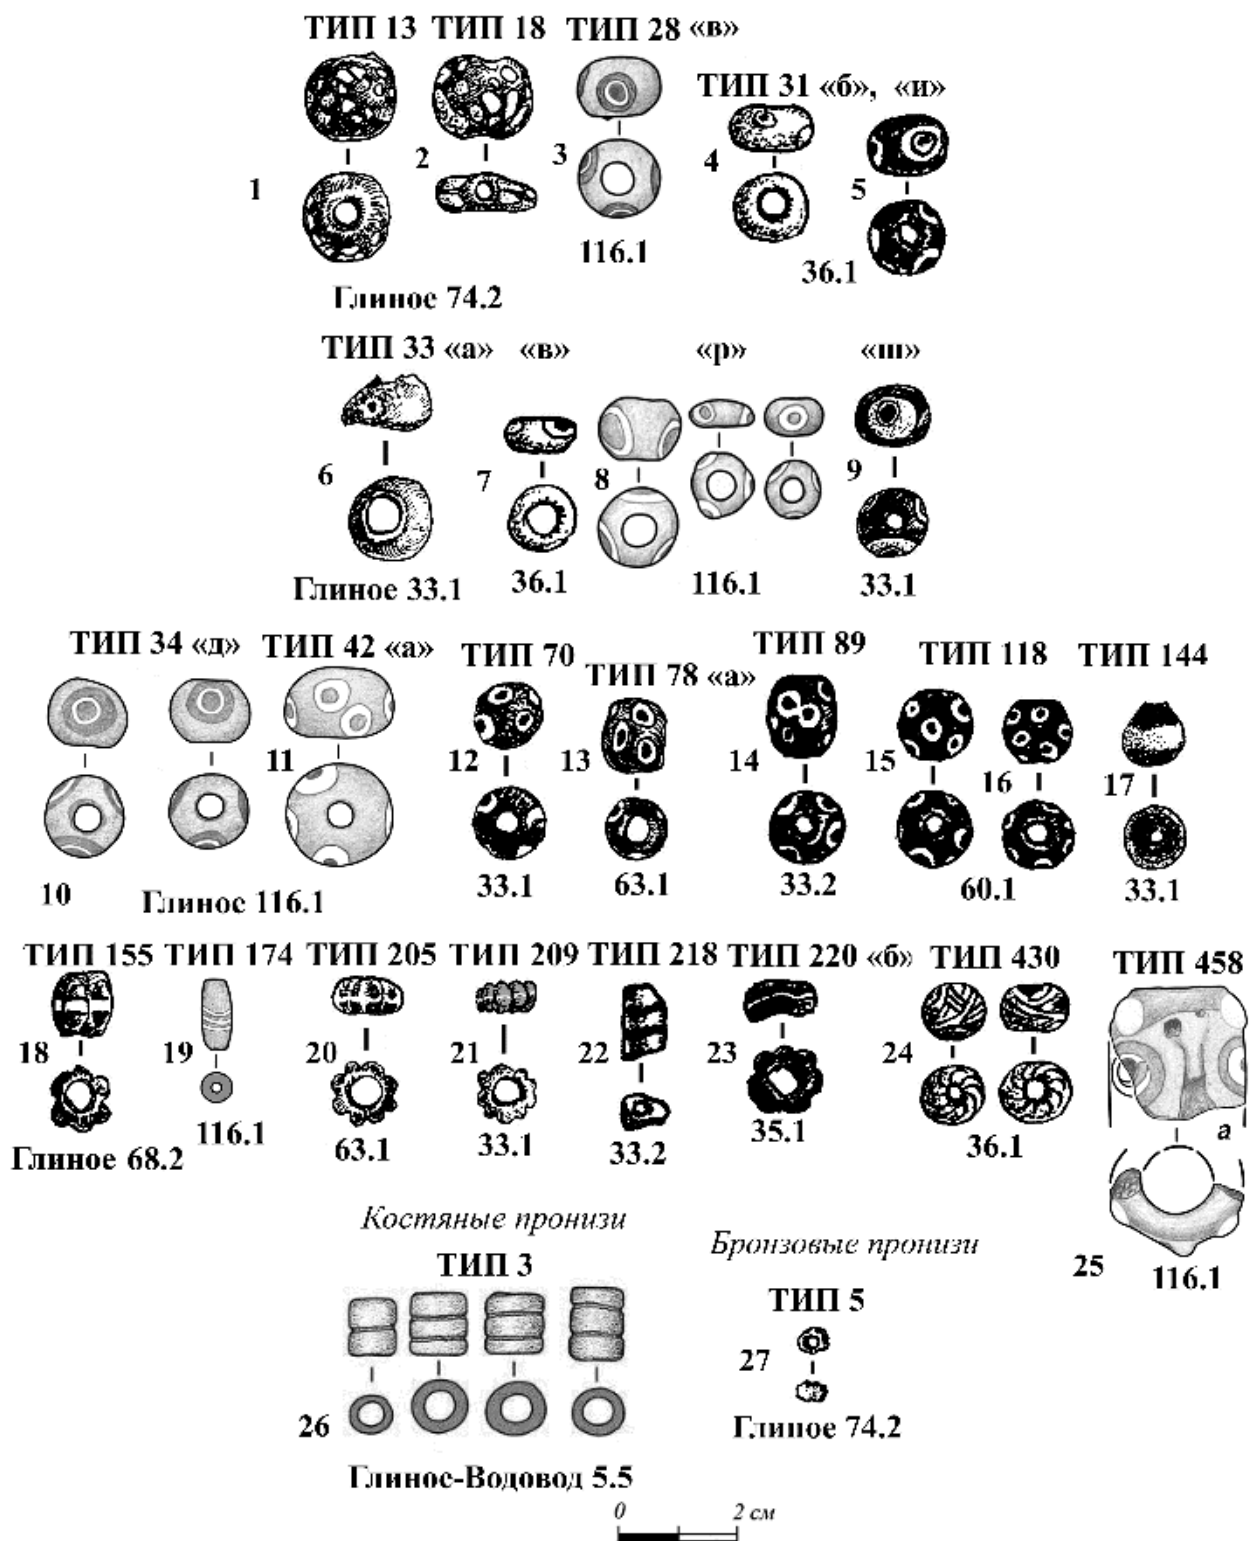 ТИП 13 ТИП 18 ТИП 28 «в»
ТИП 31 «б», «и»
1
2
3
4
5
116.1
36.1
Глиное 74.2
ТИП 33 «а» «в» «р» «ш»
6
7
8
9
Глиное 33.1
36.1
116.1
33.1
ТИП 34 «д» ТИП 42 «а»
ТИП 70
ТИП 78 «а»
ТИП 89
ТИП 118
ТИП 144
10
11
12
13
14
15
16
17
Глиное 116.1
33.1
63.1
33.2
60.1
33.1
ТИП 155 ТИП 174 ТИП 205 ТИП 209 ТИП 218 ТИП 220 «б» ТИП 430 ТИП 458
18
19
20
21
22
23
24
а
Глиное 68.2
116.1
63.1
33.1
33.2
35.1
36.1
25
116.1
Костяные пронизи
ТИП 3
26
Глиное-Водовод 5.5
Бронзовые пронизи
ТИП 5
27
Глиное 74.2
0 2 см